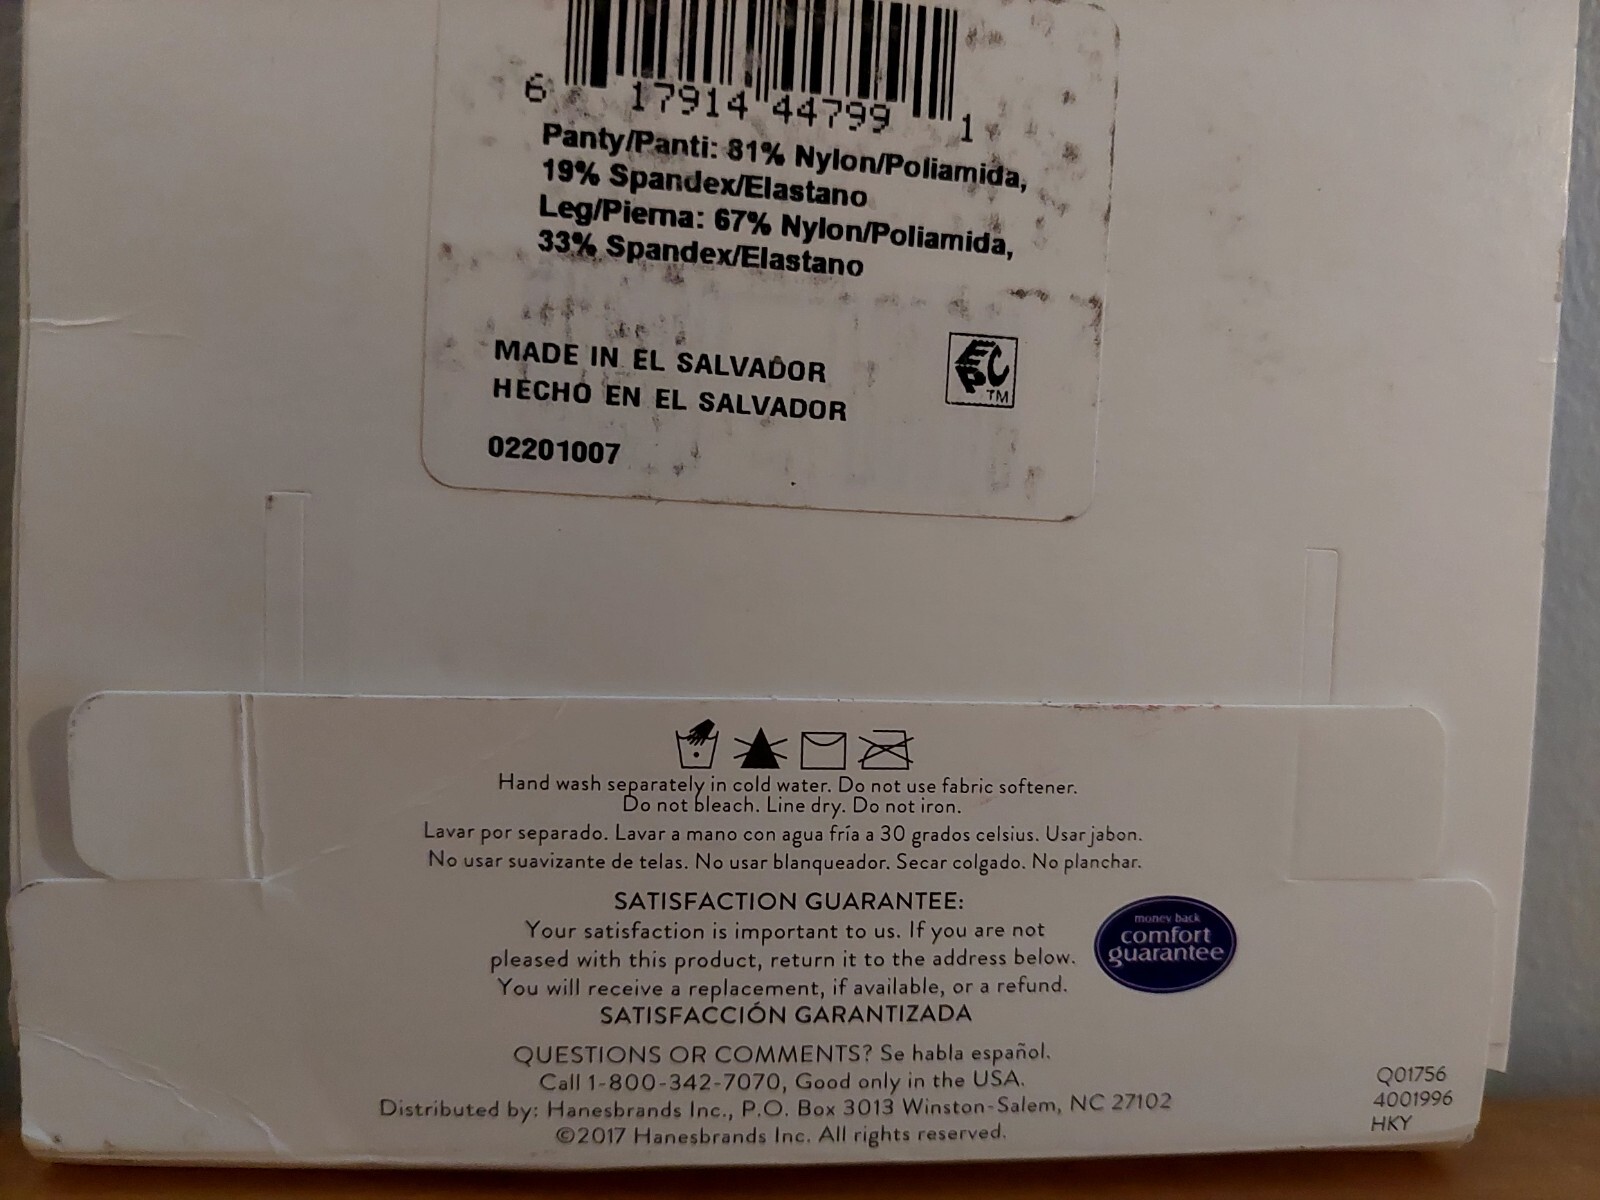 6 17914 44799 1
Panty/Panti: 81% Nylon/Poliamida,
19% Spandex/Elastano
Leg/Pierna: 67% Nylon/Poliamida,
33% Spandex/Elastano
MADE IN EL SALVADOR
HECHO EN EL SALVADOR
EPC TM
02201007
Hand wash separately in cold water. Do not use fabric softener.
Do not bleach. Line dry. Do not iron.
Lavar por separado. Lavar a mano con agua fría a 30 grados celsius. Usar jabon.
No usar suavizante de telas. No usar blanqueador. Secar colgado. No planchar.
SATISFACTION GUARANTEE:
Your satisfaction is important to us. If you are not
pleased with this product, return it to the address below.
You will receive a replacement, if available, or a refund.
SATISFACCIÓN GARANTIZADA
money back
comfort
guarantee
QUESTIONS OR COMMENTS? Se habla español.
Call 1-800-342-7070, Good only in the USA.
Distributed by: Hanesbrands Inc., P.O. Box 3013 Winston-Salem, NC 27102
©2017 Hanesbrands Inc. All rights reserved.
Q01756
4001996
HKY